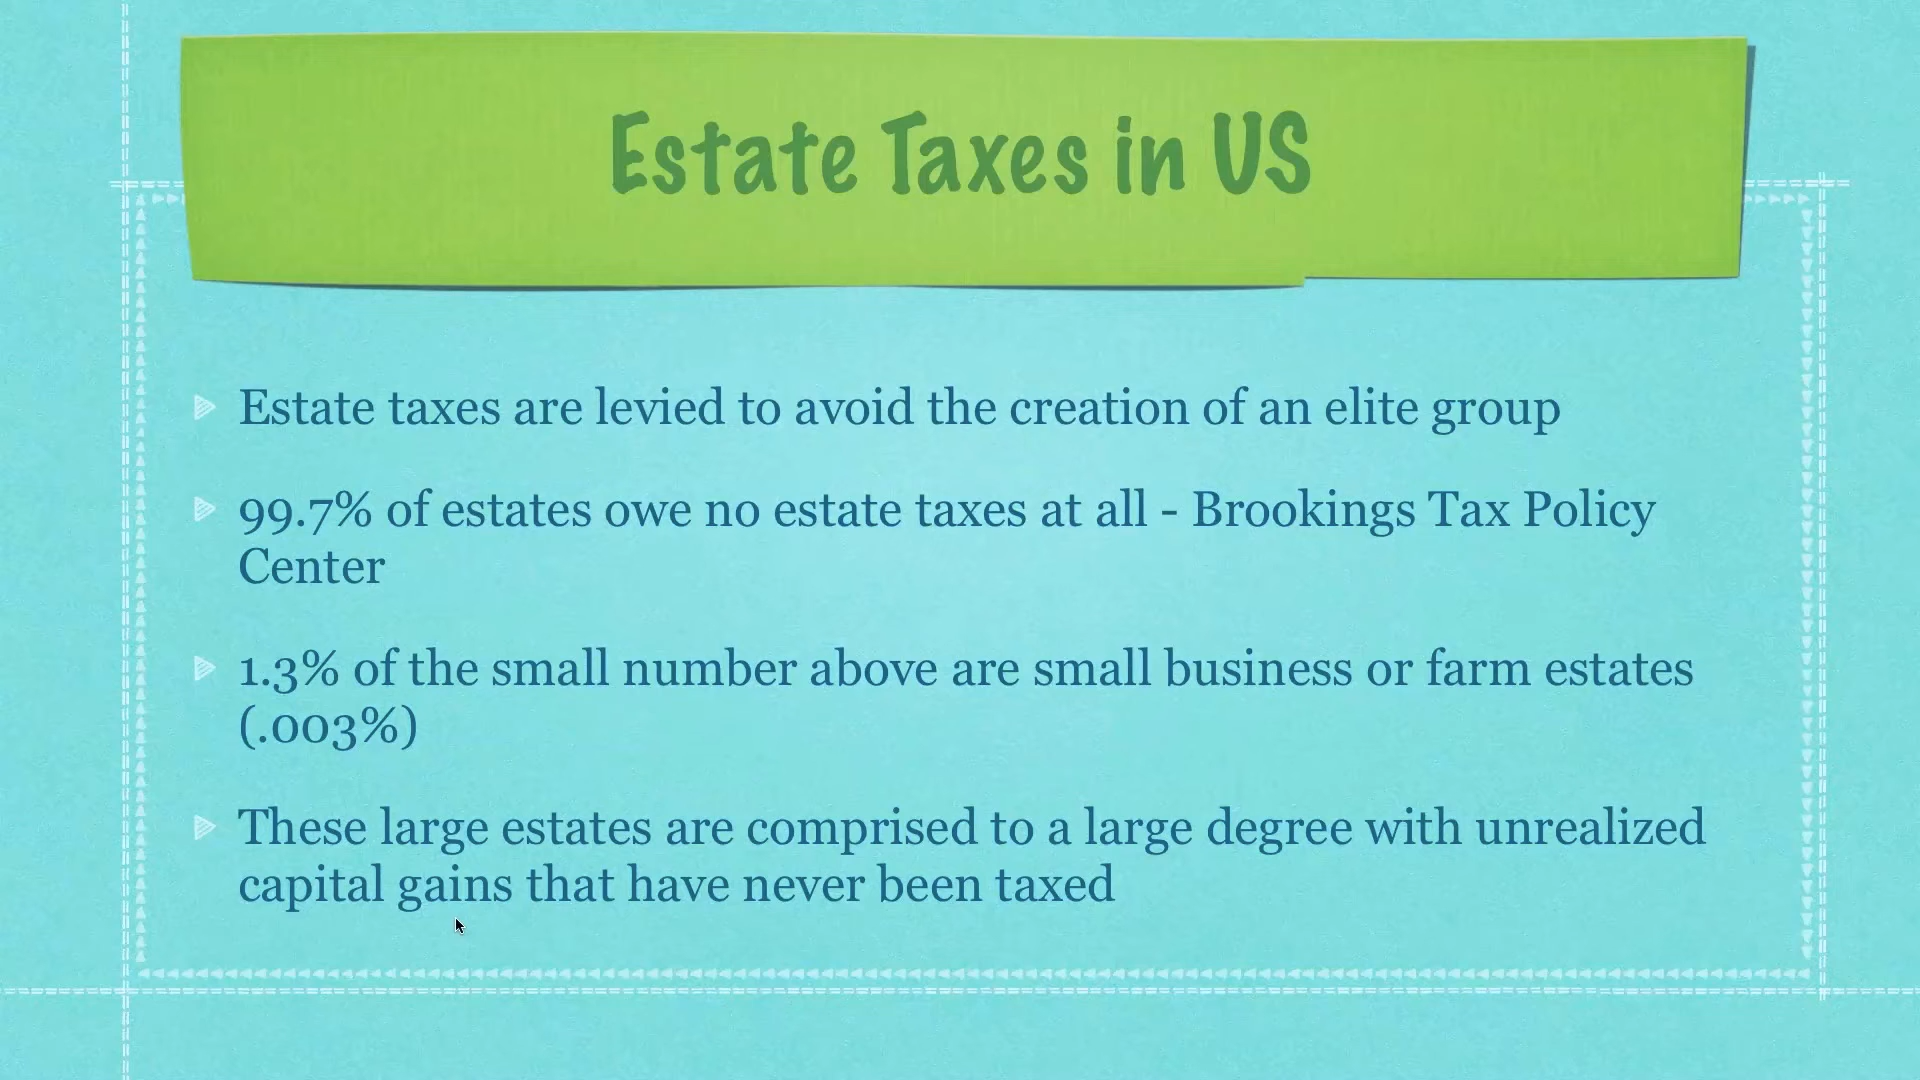 Estate Taxes in US
Estate taxes are levied to avoid the creation of an elite group
99.7% of estates owe no estate taxes at all - Brookings Tax Policy
Center
1.3% of the small number above are small business or farm estates
(.003%)
These large estates are comprised to a large degree with unrealized
capital gains that have never been taxed